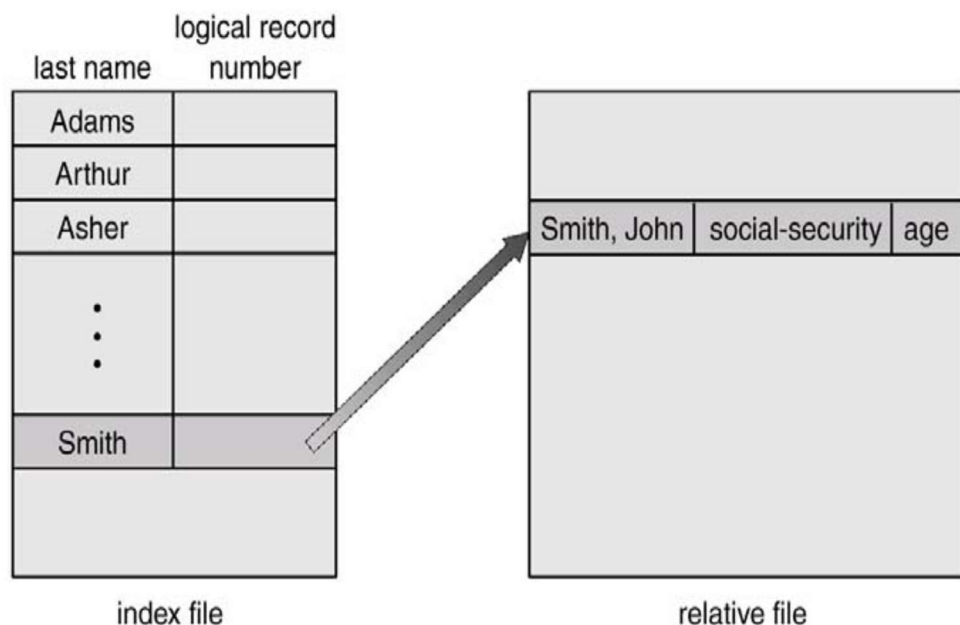 logical record
last name number
Adams
Arthur
Asher
Smith
Smith, John social-security age
index file relative file